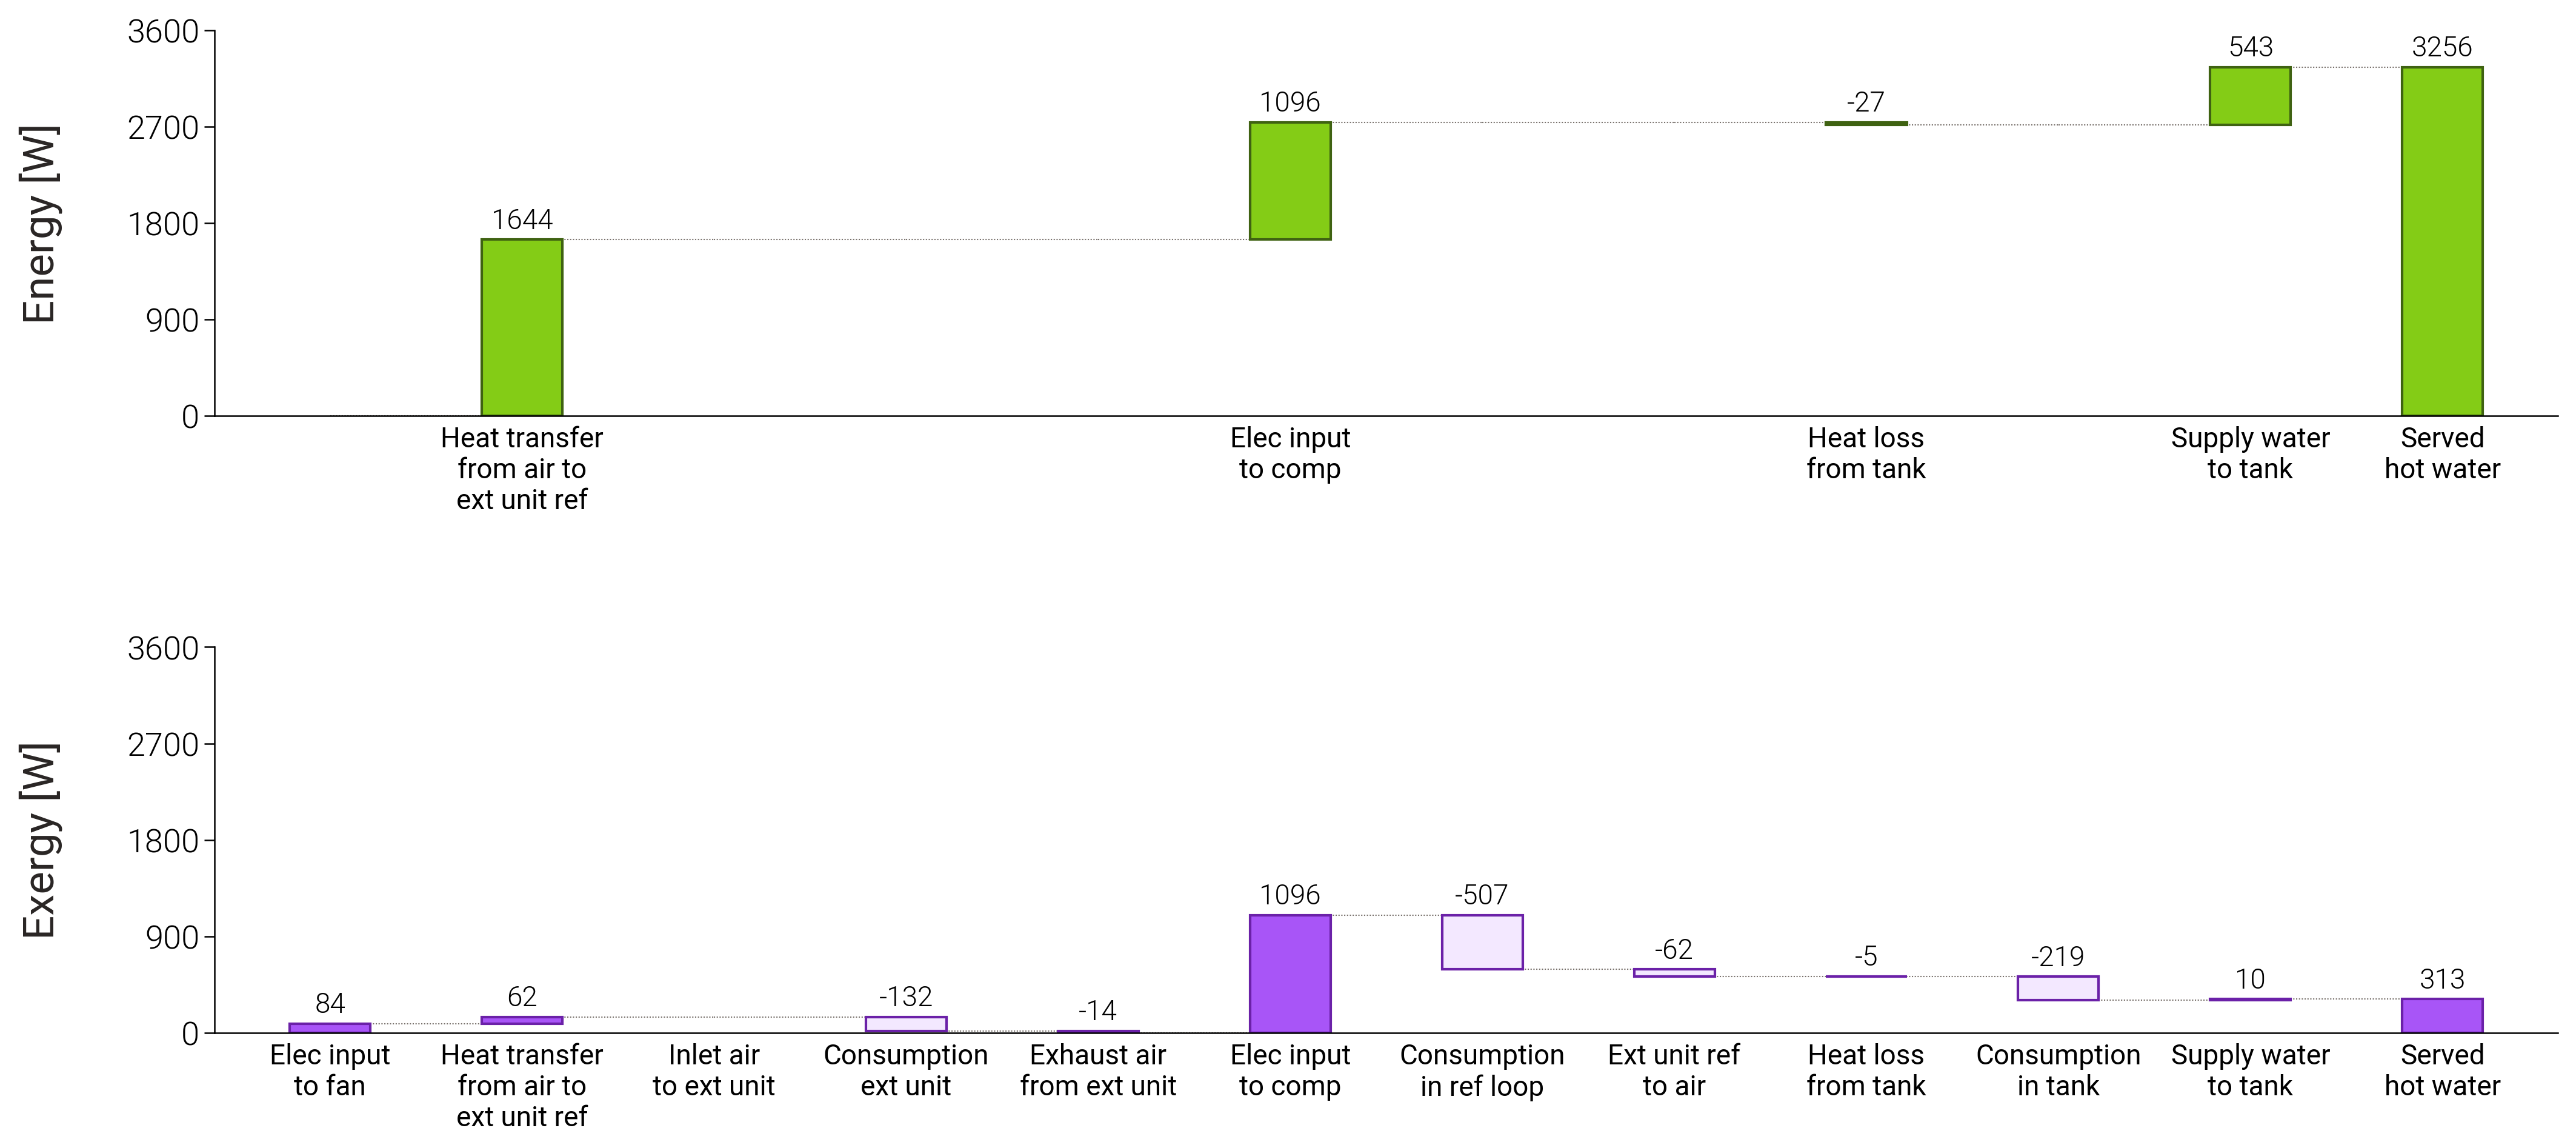 Energy [W]
3600
2700
1800
900
0
1644
1096
-27
543
3256
Heat transfer
from air to
ext unit ref
Elec input
to comp
Heat loss
from tank
Supply water
to tank
Served
hot water
Exergy [W]
3600
2700
1800
900
0
84
62
-132
-14
1096
-507
-62
-5
-219
10
313
Elec input
to fan
Heat transfer
from air to
ext unit ref
Inlet air
to ext unit
Consumption
ext unit
Exhaust air
from ext unit
Elec input
to comp
Consumption
in ref loop
Ext unit ref
to air
Heat loss
from tank
Consumption
in tank
Supply water
to tank
Served
hot water